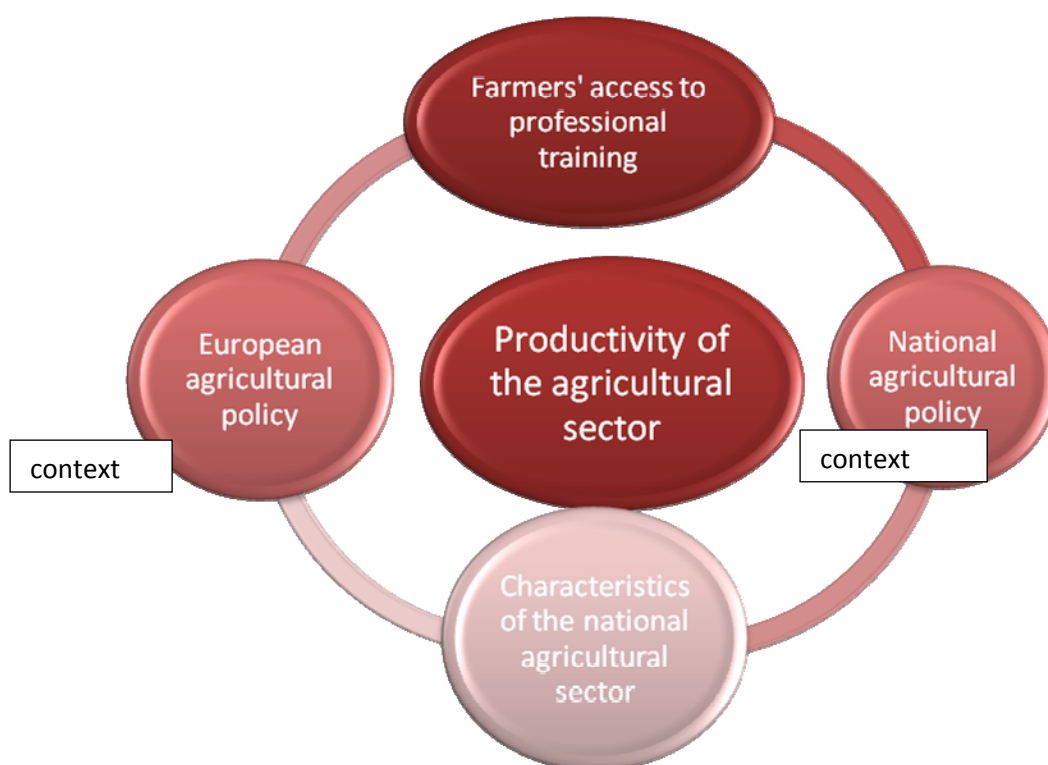 Farmers' access to
professional
training
European
agricultural
policy
context
Productivity of
the agricultural
sector
National
agricultural
policy
context
Characteristics
of the national
agricultural
sector